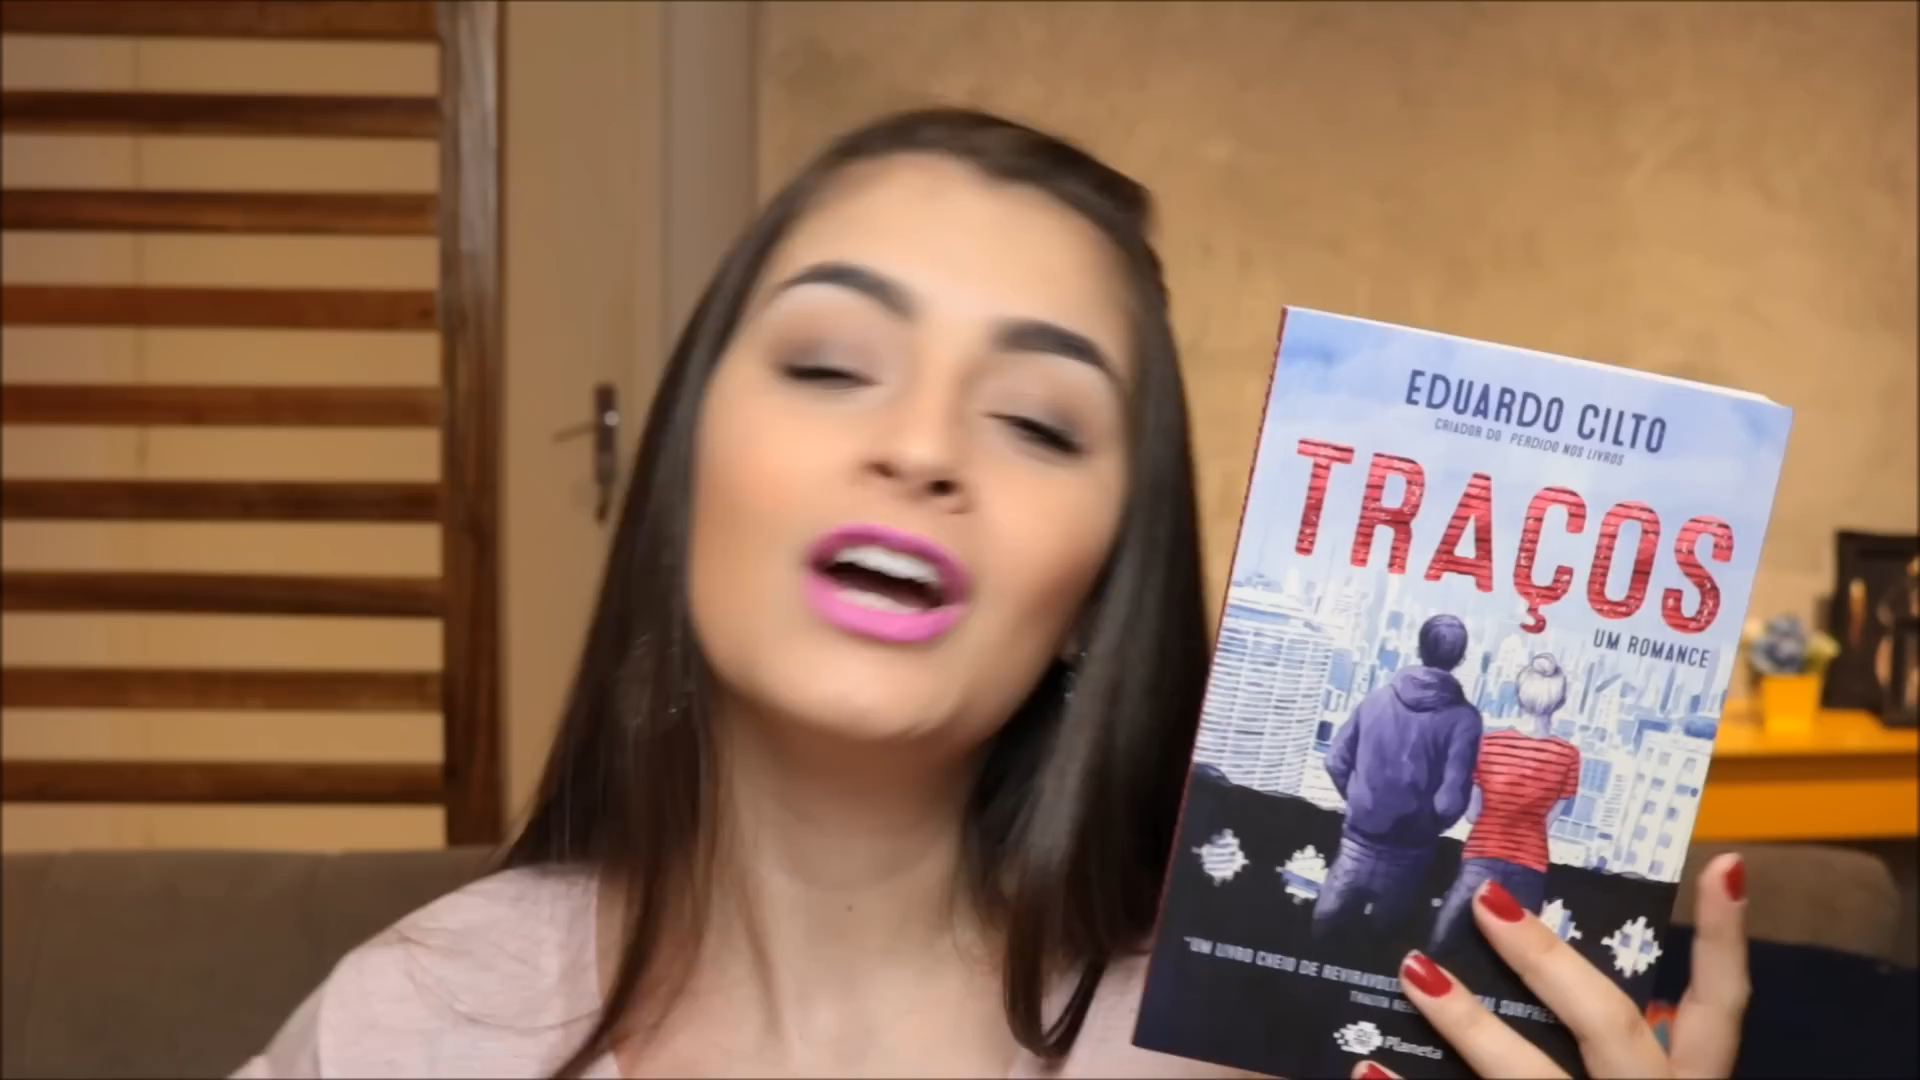 EDUARDO CILTO
CRIADOR DO PERDIDO NOS LIVROS
TRAÇOS
UM ROMANCE
"UM LIVRO CHEIO DE
Planeta